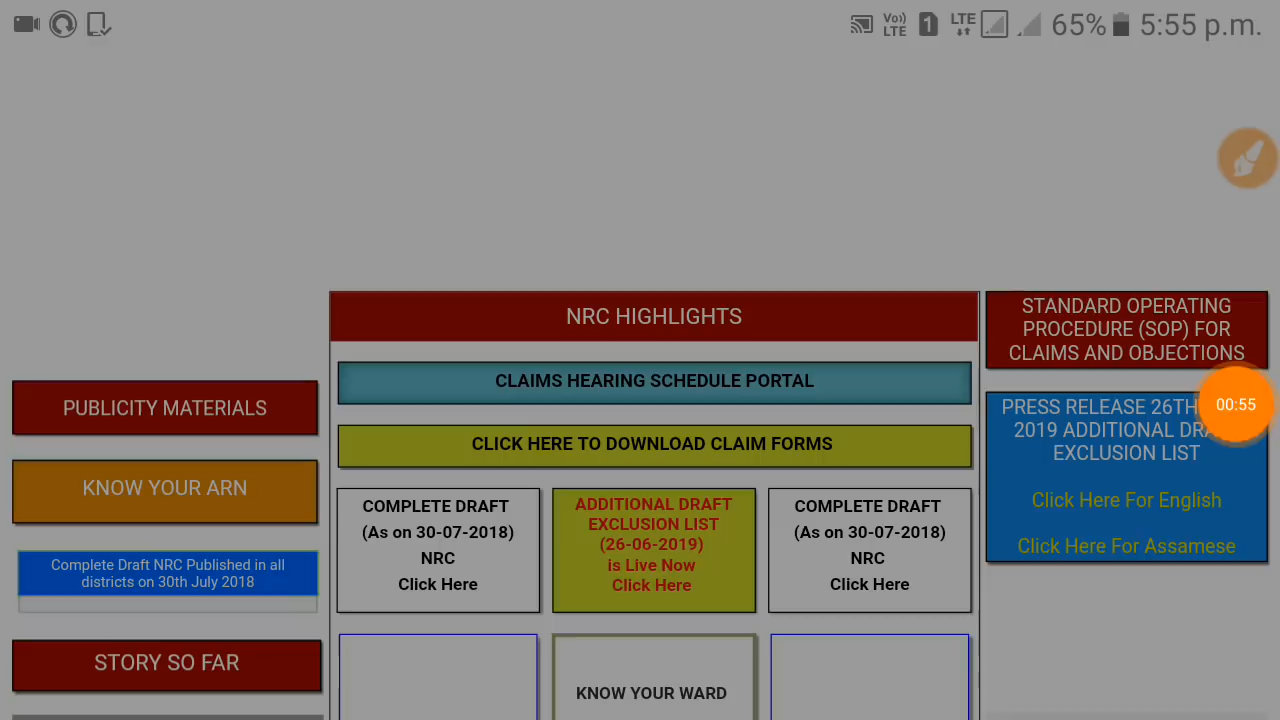 Vo)) LTE 1 LTE 65% 5:55 p.m.
PUBLICITY MATERIALS
KNOW YOUR ARN
Complete Draft NRC Published in all
districts on 30th July 2018
STORY SO FAR
NRC HIGHLIGHTS
CLAIMS HEARING SCHEDULE PORTAL
CLICK HERE TO DOWNLOAD CLAIM FORMS
COMPLETE DRAFT
(As on 30-07-2018)
NRC
Click Here
ADDITIONAL DRAFT
EXCLUSION LIST
(26-06-2019)
is Live Now
Click Here
COMPLETE DRAFT
(As on 30-07-2018)
NRC
Click Here
KNOW YOUR WARD
STANDARD OPERATING
PROCEDURE (SOP) FOR
CLAIMS AND OBJECTIONS
PRESS RELEASE 26TH
2019 ADDITIONAL
EXCLUSION LIST
Click Here For English
Click Here For Assamese
00:55